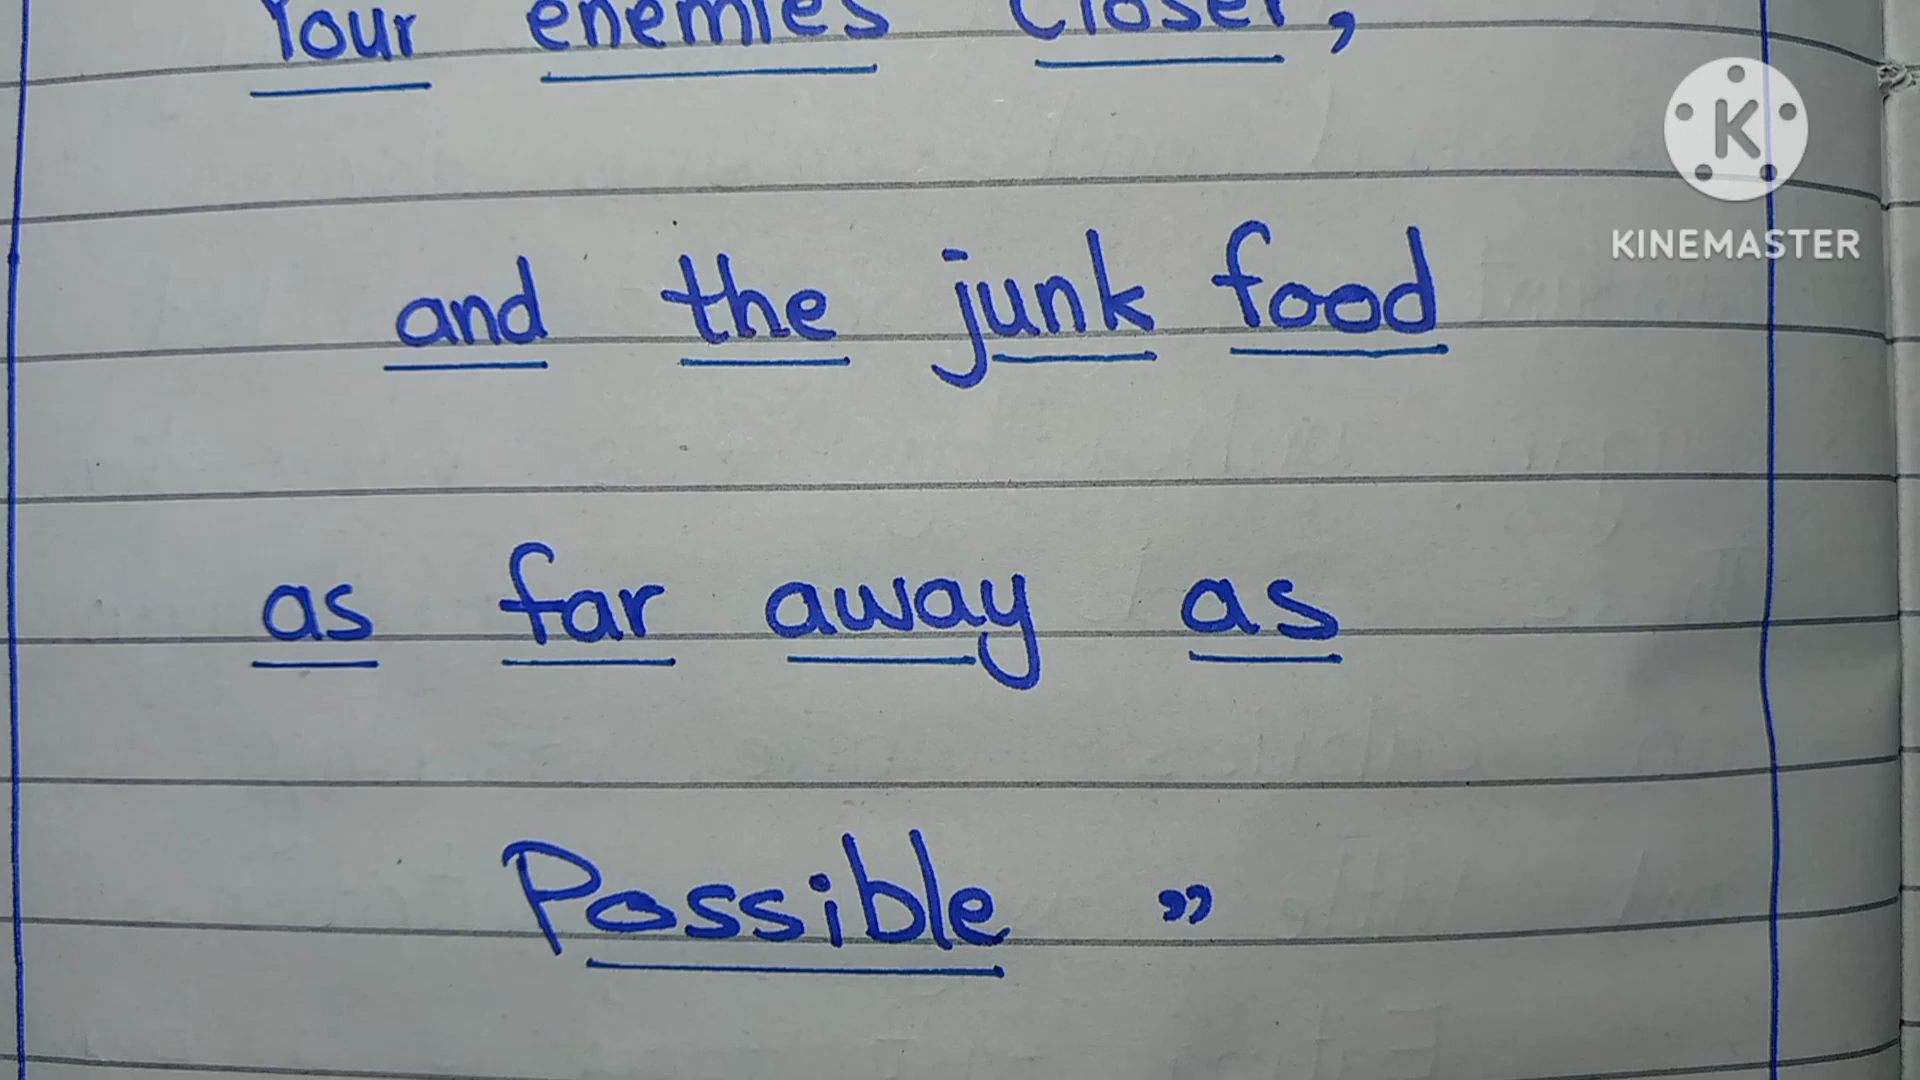 Your enemies closer,
KINEMASTER
and the junk food
as far away as
Possible ”